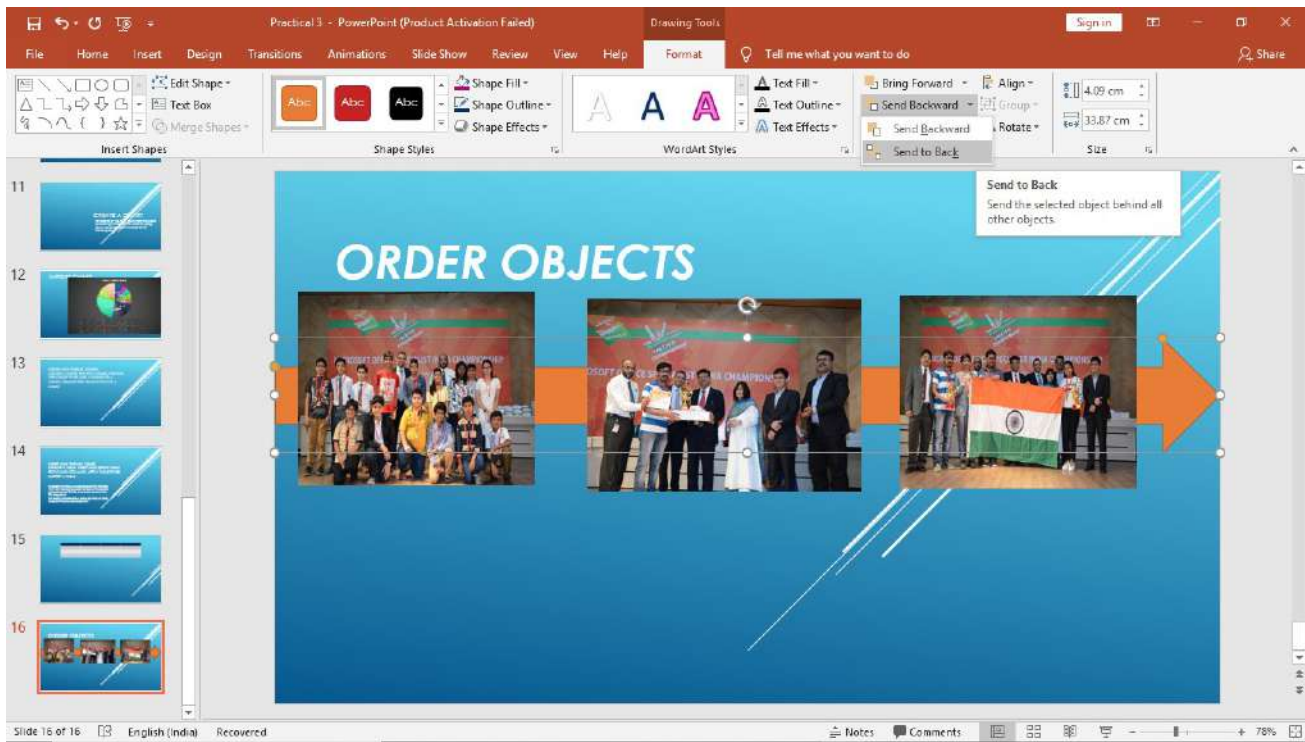 Practical 3 - PowerPoint (Product Activation Failed)
Drawing Tools
Sign in
File Home Insert Design Transitions Animations Slide Show Review View Help Format Tell me what you want to do Share
Edit Shape
Text Box
Merge Shapes
Insert Shapes
Abc Abc Abc
Shape Fill
Shape Outline
Shape Effects
Shape Styles
A A A
Text Fill
Text Outline
Text Effects
WordArt Styles
Bring Forward
Send Backward
Align
Group
Rotate
Send Backward
Send to Back
4.09 cm
33.87 cm
Size
Send to Back
Send the selected object behind all
other objects.
11
CREATE A CHART
12
13
14
15
16
ORDER OBJECTS
ORDER OBJECTS
Slide 16 of 16 English (India) Recovered Notes Comments 78%